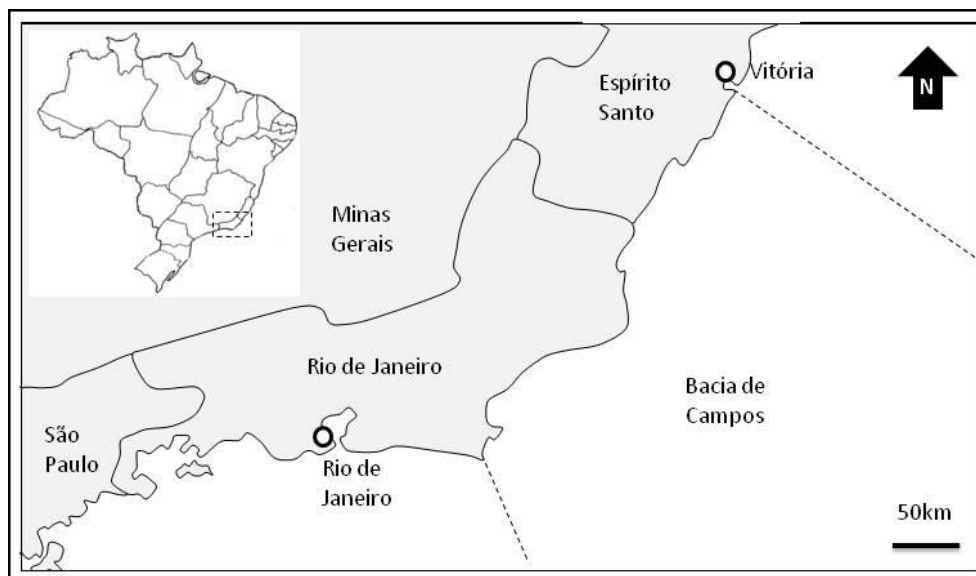 Vitória
Espírito
Santo
N
Minas
Gerais
Rio de Janeiro
Bacia de
Campos
São
Paulo
Rio de
Janeiro
50km